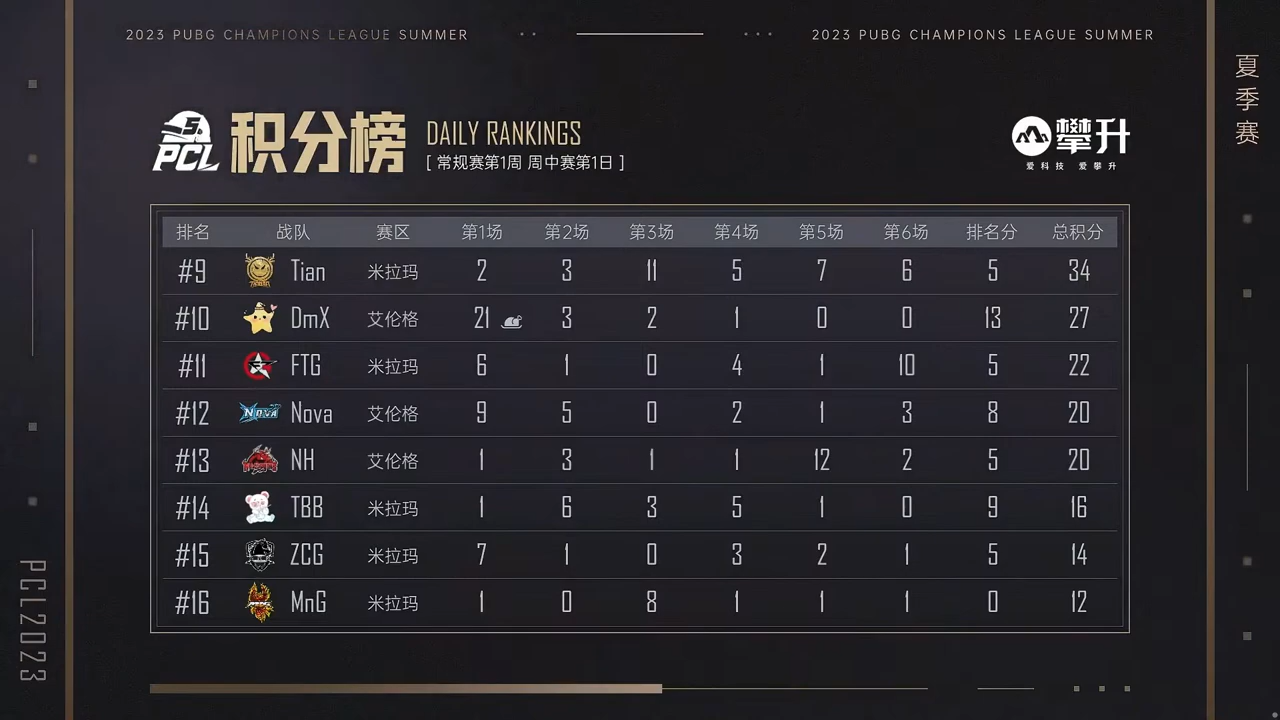 2023 PUBG CHAMPIONS LEAGUE SUMMER
2023 PUBG CHAMPIONS LEAGUE SUMMER
夏季赛
PCL
积分榜
DAILY RANKINGS
[ 常规赛第1周 周中赛第1日 ]
攀升
爱科技 爱攀升
排名 战队 赛区 第1场 第2场 第3场 第4场 第5场 第6场 排名分 总积分
#9 Tian 米拉玛 2 3 11 5 7 6 5 34
#10 DmX 艾伦格 21 3 2 1 0 0 13 27
#11 FTG 米拉玛 6 1 0 4 1 10 5 22
#12 NOVA Nova 艾伦格 9 5 0 2 1 3 8 20
#13 NH 艾伦格 1 3 1 1 12 2 5 20
#14 TBB 米拉玛 1 6 3 5 1 0 9 16
#15 ZCG 米拉玛 7 1 0 3 2 1 5 14
#16 MnG 米拉玛 1 0 8 1 1 1 0 12
PCL2023